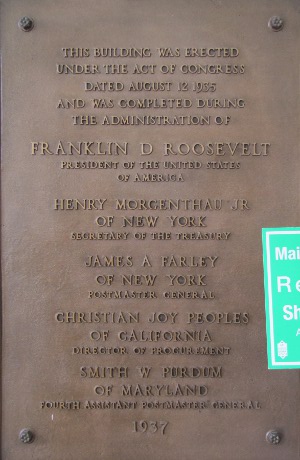 THIS BUILDING WAS ERECTED
UNDER THE ACT OF CONGRESS
DATED AUGUST 12 1935
AND WAS COMPLETED DURING
THE ADMINISTRATION OF
FRANKLIN D ROOSEVELT
PRESIDENT OF THE UNITED STATES
OF AMERICA
HENRY MORGENTHAU JR
OF NEW YORK
SECRETARY OF THE TREASURY
JAMES A FARLEY
OF NEW YORK
POSTMASTER GENERAL
CHRISTIAN JOY PEOPLES
OF CALIFORNIA
DIRECTOR OF PROCUREMENT
SMITH W PURDUM
OF MARYLAND
FOURTH ASSISTANT POSTMASTER GENERAL
1937
Mai
Re
Sh